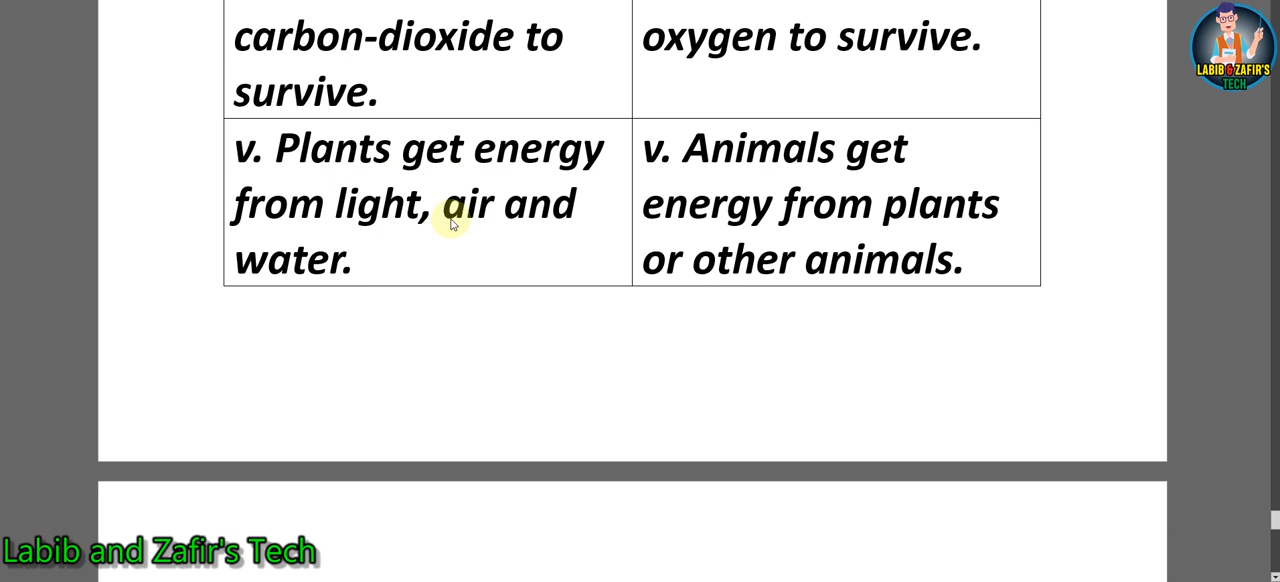 carbon-dioxide to
survive.
oxygen to survive.
v. Plants get energy
from light, air and
water.
v. Animals get
energy from plants
or other animals.
LABIB & ZAFIR'S
TECH
Labib and Zafir's Tech